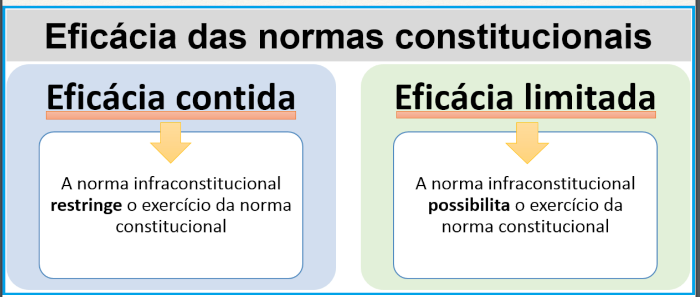 Eficácia das normas constitucionais
Eficácia contida
A norma infraconstitucional
restringe o exercício da norma
constitucional
Eficácia limitada
A norma infraconstitucional
possibilita o exercício da
norma constitucional